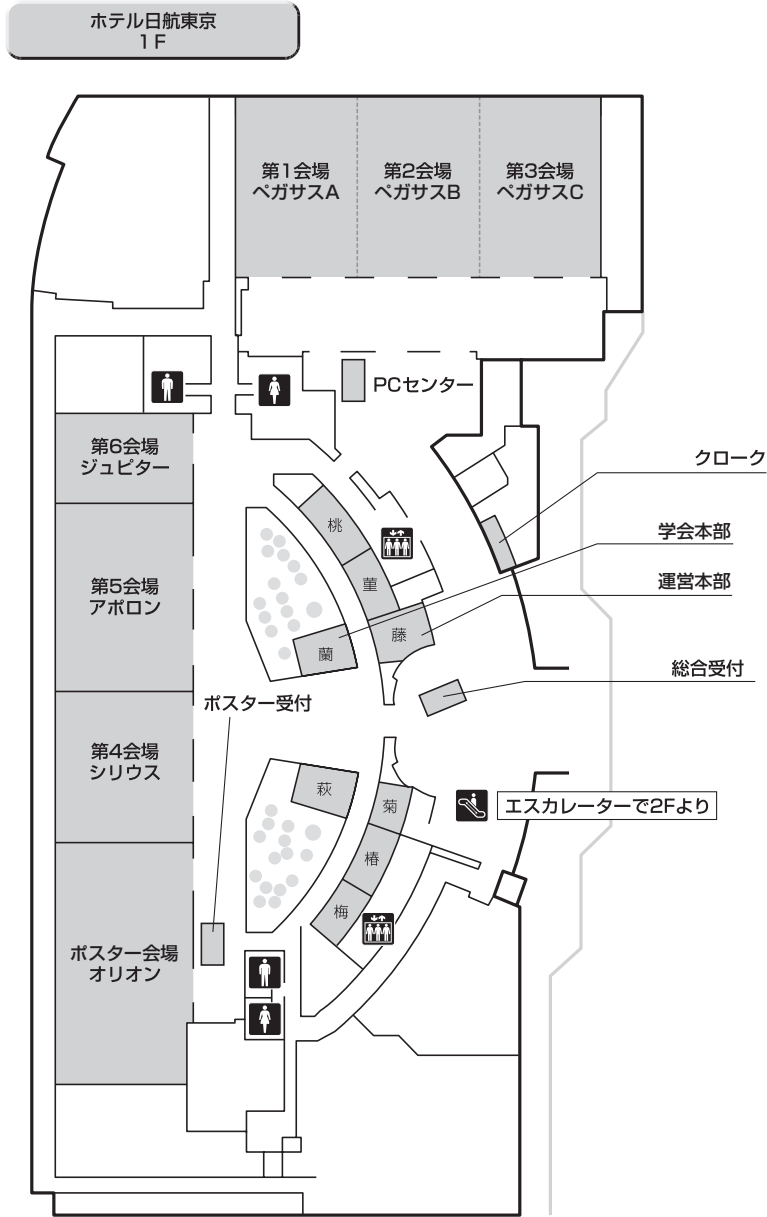 ホテル日航東京
1F
第1会場
ペガサスA
第2会場
ペガサスB
第3会場
ペガサスC
PCセンター
第6会場
ジュピター
クローク
桃
学会本部
菫
第5会場
アポロン
運営本部
藤
蘭
総合受付
ポスター受付
第4会場
シリウス
萩
菊
エスカレーターで2Fより
椿
梅
ポスター会場
オリオン